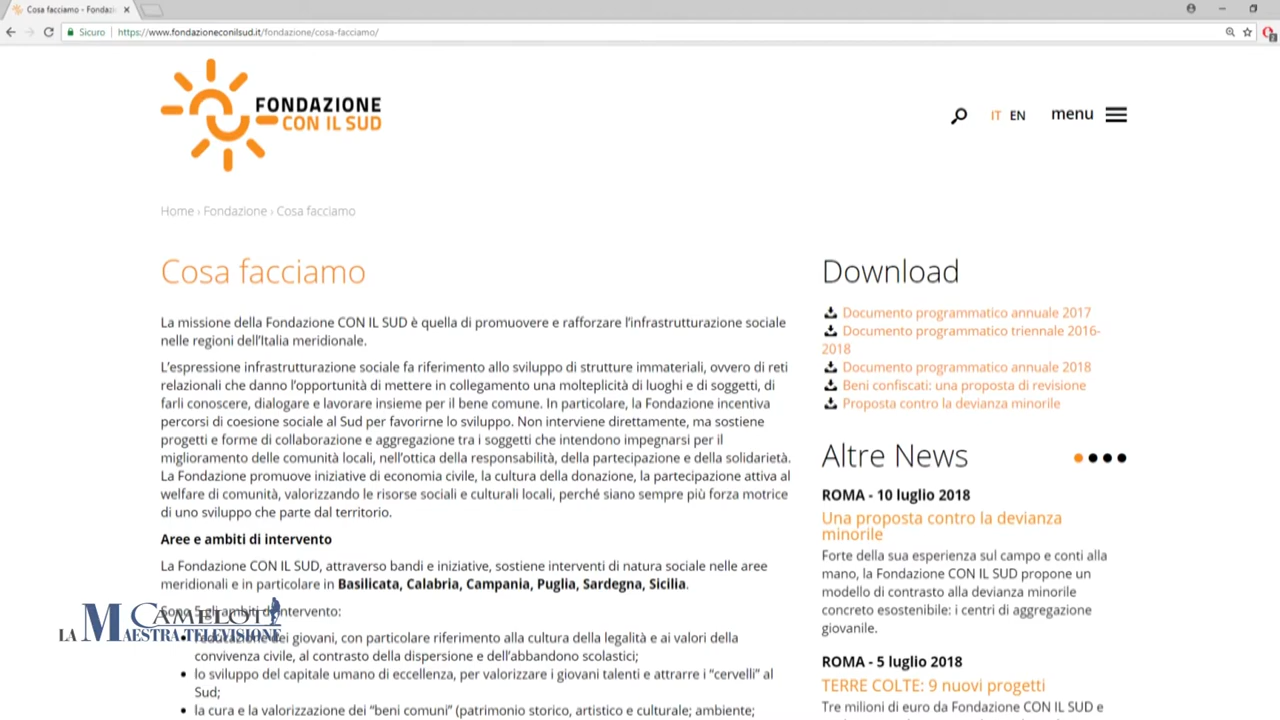 Cosa facciamo - Fondazi
Sicuro
https://www.fondazioneconilsud.it/fondazione/cosa-facciamo/
FONDAZIONE
CON IL SUD
IT EN
menu
Home › Fondazione › Cosa facciamo
Cosa facciamo
La missione della Fondazione CON IL SUD è quella di promuovere e rafforzare l'infrastrutturazione sociale
nelle regioni dell'Italia meridionale.
L'espressione infrastrutturazione sociale fa riferimento allo sviluppo di strutture immateriali, ovvero di reti
relazionali che danno l'opportunità di mettere in collegamento una molteplicità di luoghi e di soggetti, di
farli conoscere, dialogare e lavorare insieme per il bene comune. In particolare, la Fondazione incentiva
percorsi di coesione sociale al Sud per favorirne lo sviluppo. Non interviene direttamente, ma sostiene
progetti e forme di collaborazione e aggregazione tra i soggetti che intendono impegnarsi per il
miglioramento delle comunità locali, nell'ottica della responsabilità, della partecipazione e della solidarietà.
La Fondazione promuove iniziative di economia civile, la cultura della donazione, la partecipazione attiva al
welfare di comunità, valorizzando le risorse sociali e culturali locali, perché siano sempre più forza motrice
di uno sviluppo che parte dal territorio.
Aree e ambiti di intervento
La Fondazione CON IL SUD, attraverso bandi e iniziative, sostiene interventi di natura sociale nelle aree
meridionali e in particolare in Basilicata, Calabria, Campania, Puglia, Sardegna, Sicilia.
Sono 5 gli ambiti di intervento:
l'educazione dei giovani, con particolare riferimento alla cultura della legalità e ai valori della
convivenza civile, al contrasto della dispersione e dell'abbandono scolastici;
lo sviluppo del capitale umano di eccellenza, per valorizzare i giovani talenti e attrarre i "cervelli" al
Sud;
la cura e la valorizzazione dei "beni comuni" (patrimonio storico, artistico e culturale; ambiente;
Download
Documento programmatico annuale 2017
Documento programmatico triennale 2016-
2018
Documento programmatico annuale 2018
Beni confiscati: una proposta di revisione
Proposta contro la devianza minorile
Altre News
ROMA - 10 luglio 2018
Una proposta contro la devianza
minorile
Forte della sua esperienza sul campo e conti alla
mano, la Fondazione CON IL SUD propone un
modello di contrasto alla devianza minorile
concreto esostenibile: i centri di aggregazione
giovanile.
ROMA - 5 luglio 2018
TERRE COLTE: 9 nuovi progetti
Tre milioni di euro da Fondazione CON IL SUD e
CAMELOT
LA MAESTRA TELEVISIONE